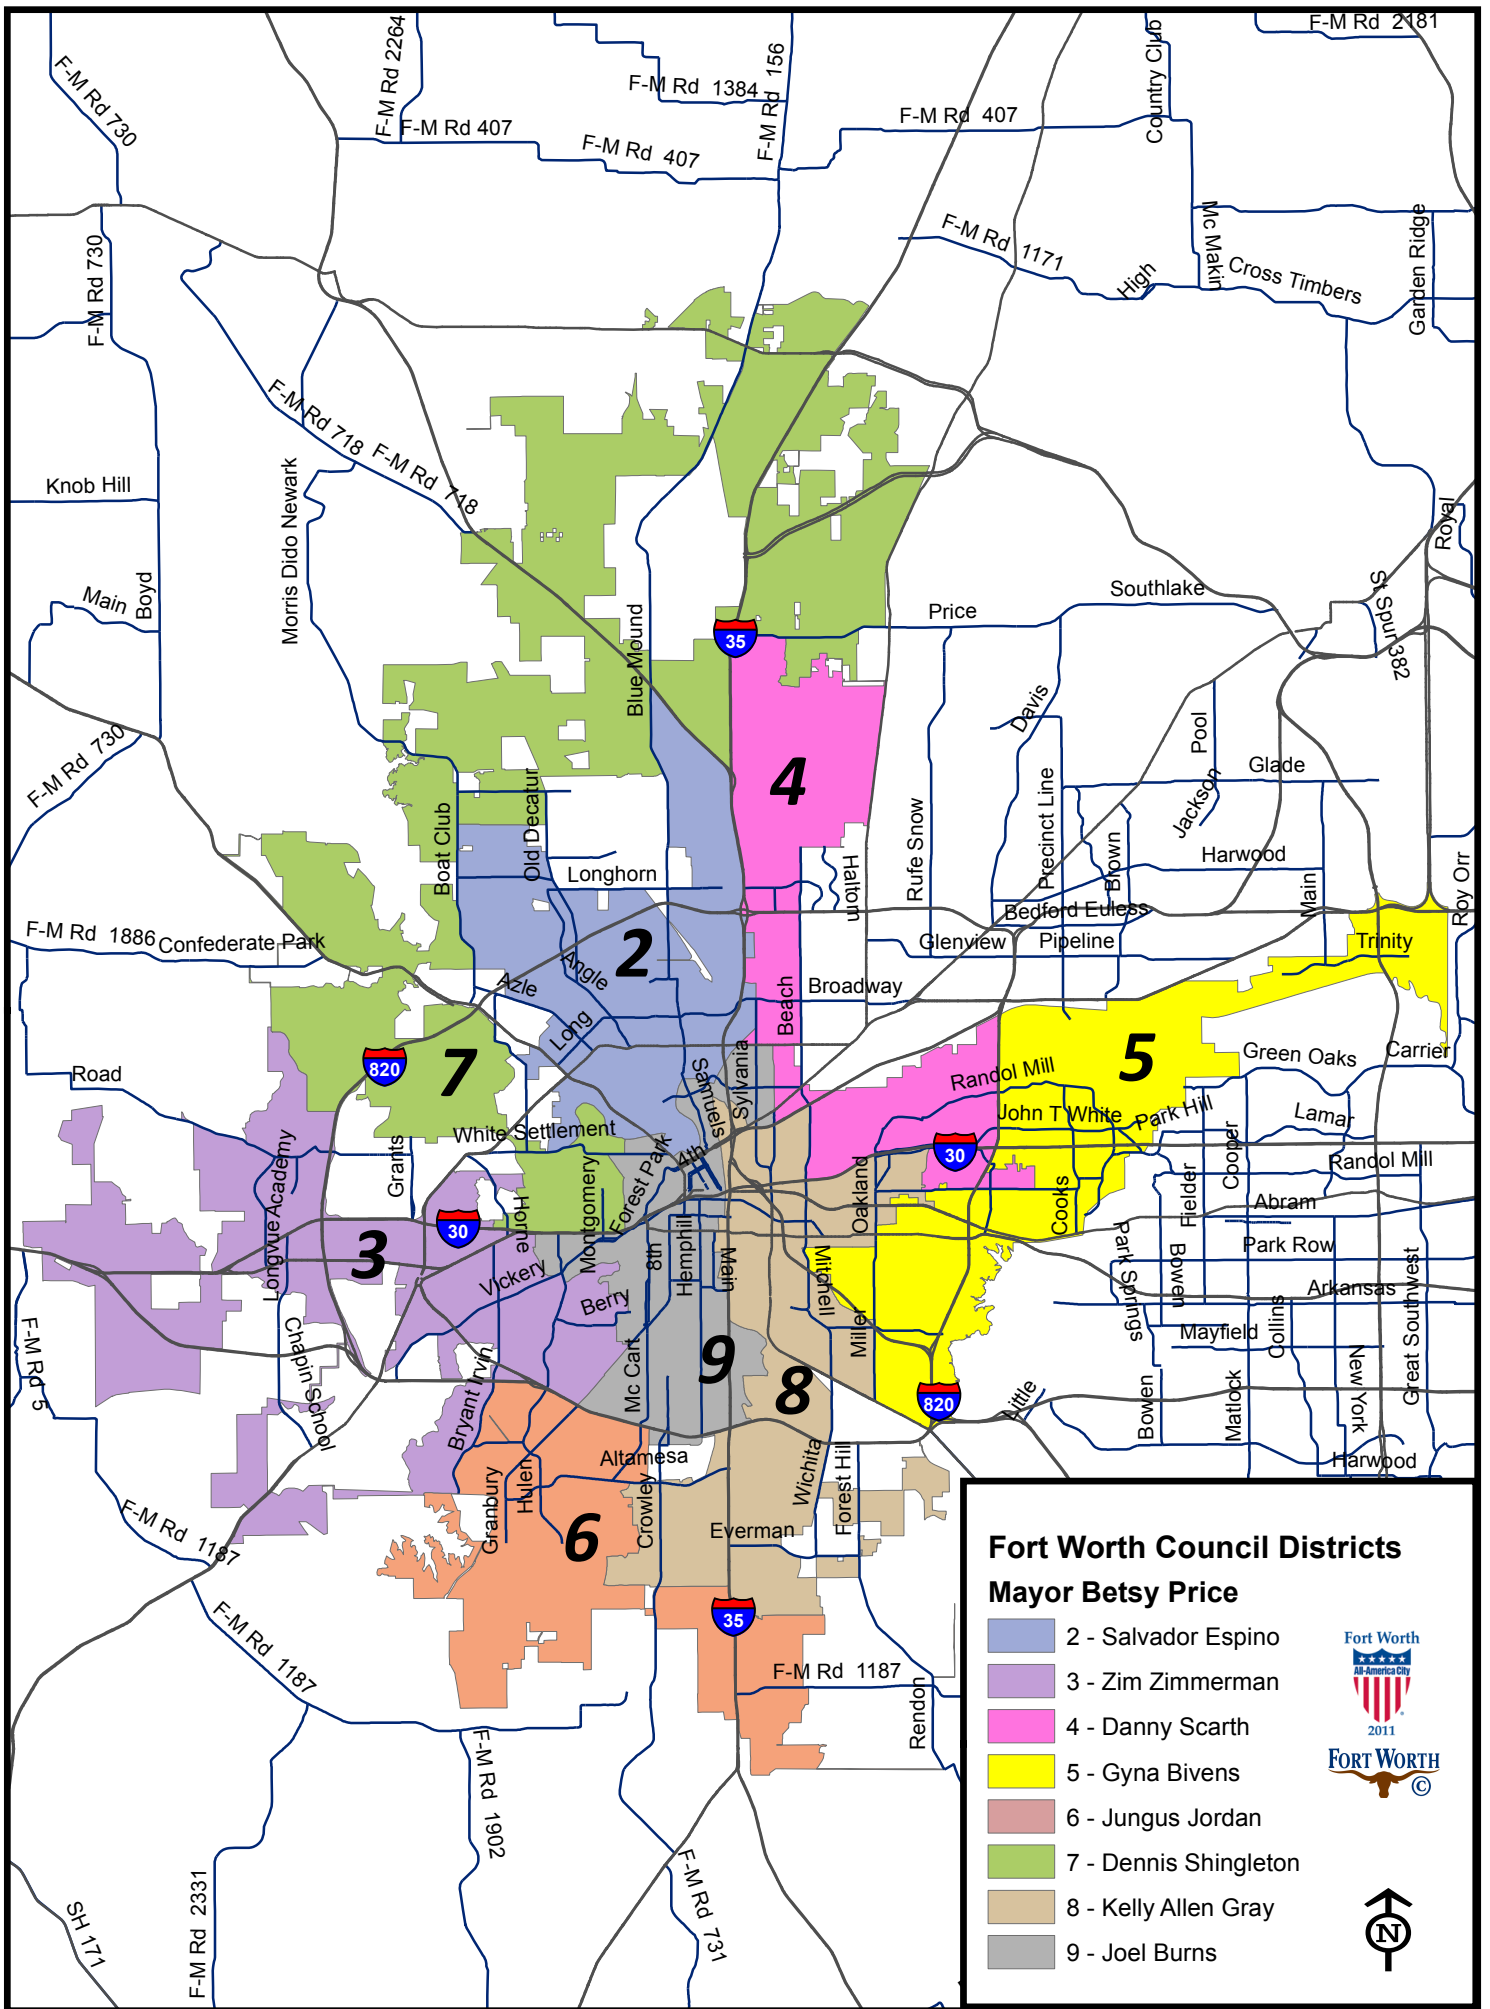 F-M Rd 2181
F-M Rd 2264
F-M Rd 156
Country Club
F-M Rd 730
F-M Rd 1384
F-M Rd 407
F-M Rd 407
F-M Rd 407
Mc Makin
Garden Ridge
F-M Rd 730
F-M Rd 1171
High
Cross Timbers
F-M Rd 718
F-M Rd 718
Knob Hill
Morris Dido Newark
Royal
Main
Boyd
Southlake
St Spur 382
Price
35
Blue Mound
Davis
Pool
F-M Rd 730
4
Glade
Old Decatur
Boat Club
Rufe Snow
Precinct Line
Jackson
Brown
Longhorn
Haltom
Harwood
Main
Roy Orr
Bedford Euless
F-M Rd 1886
Confederate Park
2
Glenview
Pipeline
Trinity
Angle
Azle
Beach
Broadway
Long
5
820
7
Road
Samuels
Sylvania
Randol Mill
Green Oaks
Carrier
John T White
Park Hill
Lamar
White Settlement
Longvue Academy
Grants
Forest Park
4th
30
Cooper
Randol Mill
Montgomery
Oakland
Fielder
Cooks
Abram
Horne
30
3
8th
Hemphill
Main
Mitchell
Park Springs
Bowen
Park Row
Vickery
Berry
Arkansas
Great Southwest
F-M Rd 5
Chapin School
Mc Cart
9
8
Miller
Mayfield
Collins
New York
Bryant Irvin
820
Little
Bowen
Matlock
Altamesa
Wichita
Forest Hill
Harwood
Granbury
Hulen
Crowley
F-M Rd 1187
6
Everman
35
F-M Rd 1187
F-M Rd 1187
Rendon
F-M Rd 1902
F-M Rd 731
F-M Rd 2331
SH 171
Fort Worth Council Districts
Mayor Betsy Price
2 - Salvador Espino
3 - Zim Zimmerman
4 - Danny Scarth
5 - Gyna Bivens
6 - Jungus Jordan
7 - Dennis Shingleton
8 - Kelly Allen Gray
9 - Joel Burns
Fort Worth
All-America City
2011
FORT WORTH
©
N